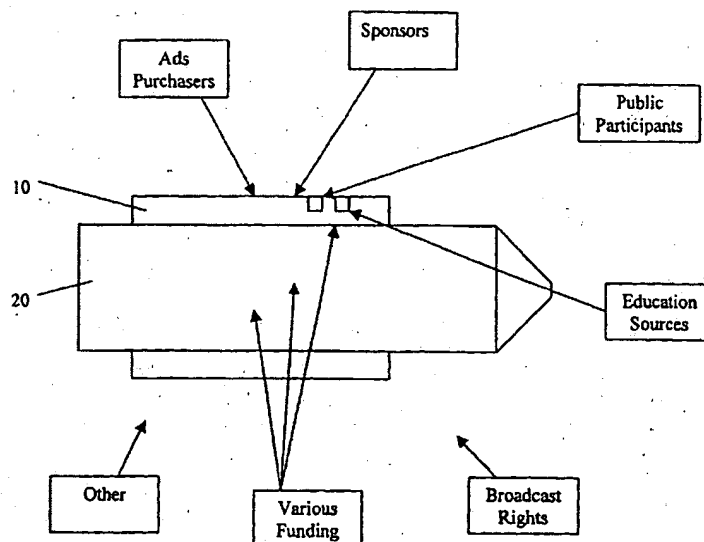 Sponsors
Ads
Purchasers
Public
Participants
10
20
Education
Sources
Other
Various
Funding
Broadcast
Rights